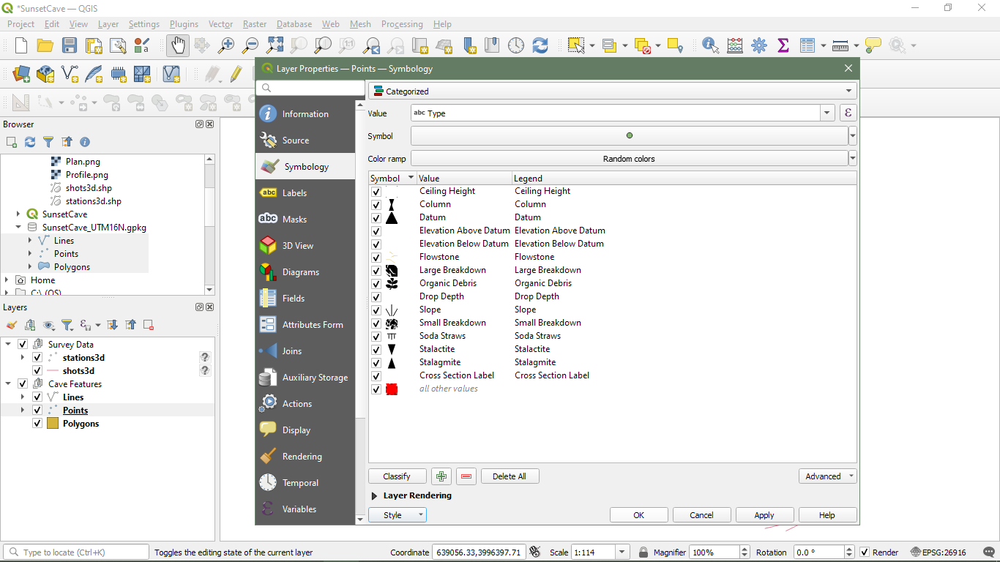 *SunsetCave — QGIS
Project Edit View Layer Settings Plugins Vector Raster Database Web Mesh Processing Help
Layer Properties — Points — Symbology
Information
Source
Symbology
abc Labels
abc Masks
3D View
Diagrams
Fields
Attributes Form
Joins
Auxiliary Storage
Actions
Display
Rendering
Temporal
ε Variables
Categorized
Value abc Type ε
Symbol
Color ramp Random colors
Symbol Value Legend
Ceiling Height Ceiling Height
Column Column
Datum Datum
Elevation Above Datum Elevation Above Datum
Elevation Below Datum Elevation Below Datum
Flowstone Flowstone
Large Breakdown Large Breakdown
Organic Debris Organic Debris
Drop Depth Drop Depth
Slope Slope
Small Breakdown Small Breakdown
Soda Straws Soda Straws
Stalactite Stalactite
Stalagmite Stalagmite
Cross Section Label Cross Section Label
all other values
Classify Delete All Advanced
Layer Rendering
Style OK Cancel Apply Help
Browser
Plan.png
Profile.png
shots3d.shp
stations3d.shp
SunsetCave
SunsetCave_UTM16N.gpkg
Lines
Points
Polygons
Home
C:\ (OS)
Layers
Survey Data
stations3d ?
shots3d ?
Cave Features
Lines
Points
Polygons
Type to locate (Ctrl+K) Toggles the editing state of the current layer Coordinate 639056.33,3996397.71 Scale 1:114 Magnifier 100% Rotation 0.0 ° Render EPSG:26916